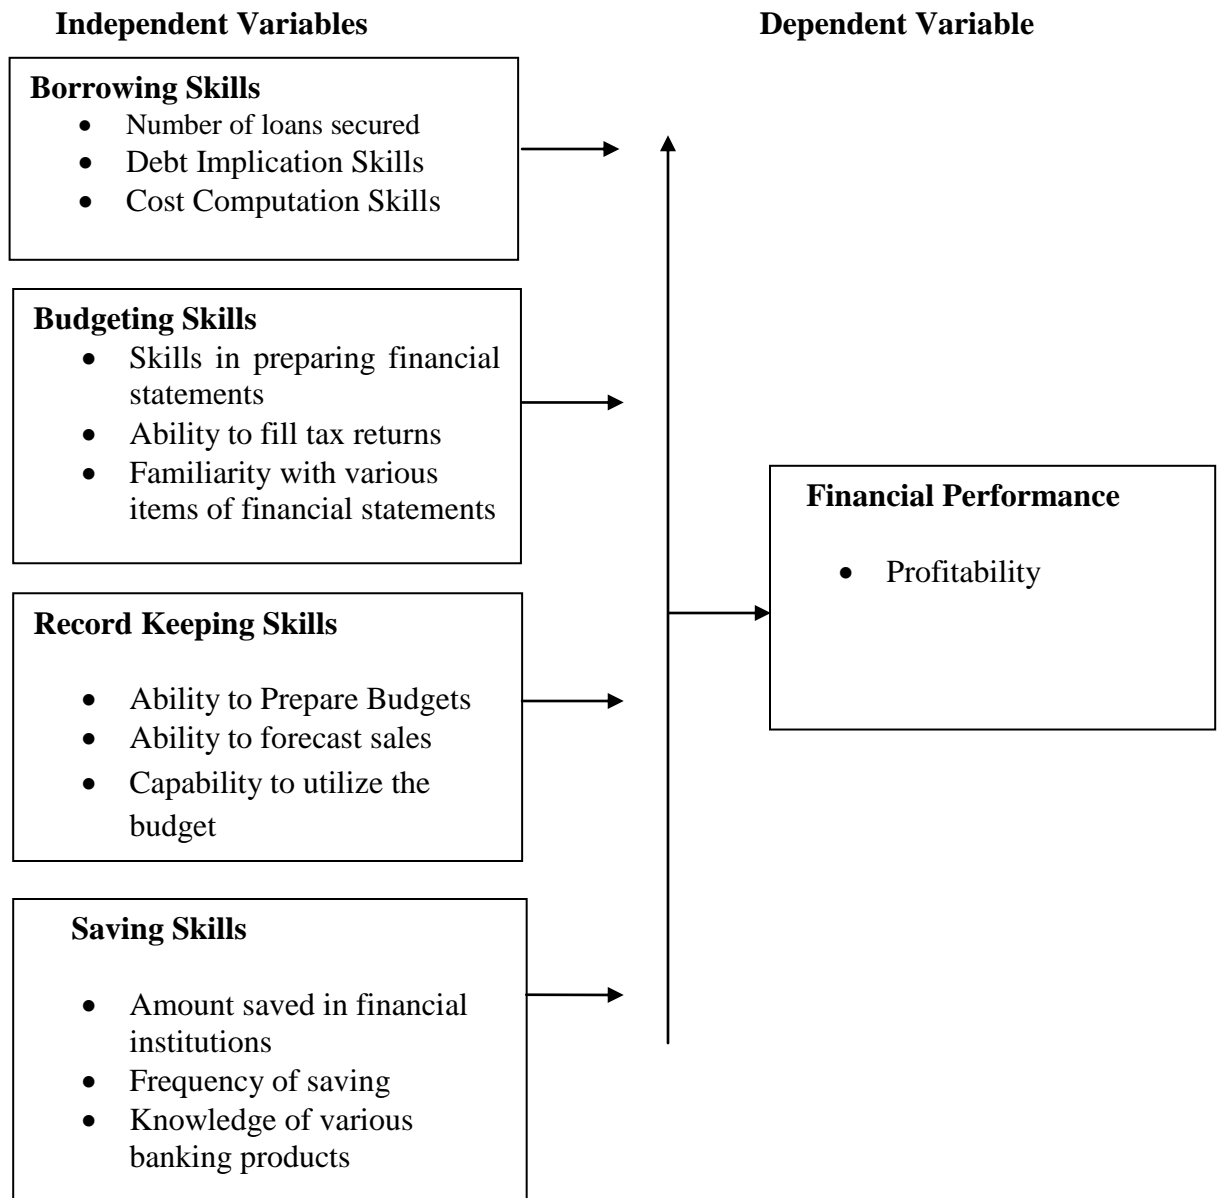 Independent Variables
Dependent Variable
Borrowing Skills
• Number of loans secured
• Debt Implication Skills
• Cost Computation Skills
Budgeting Skills
• Skills in preparing financial
statements
• Ability to fill tax returns
• Familiarity with various
items of financial statements
Record Keeping Skills
• Ability to Prepare Budgets
• Ability to forecast sales
• Capability to utilize the
budget
Saving Skills
• Amount saved in financial
institutions
• Frequency of saving
• Knowledge of various
banking products
Financial Performance
• Profitability